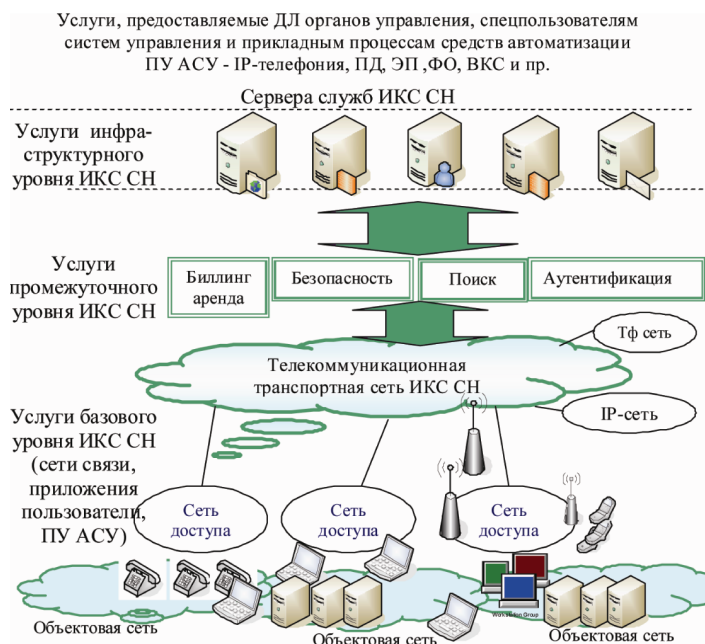 Услуги, предоставляемые ДЛ органов управления, спецпользователям
систем управления и прикладным процессам средств автоматизации
ПУ АСУ - IP-телефония, ПД, ЭП ,ФО, ВКС и пр.
Сервера служб ИКС СН
Услуги инфра-
структурного
уровня ИКС СН
Услуги
промежуточного
уровня ИКС СН
Биллинг
аренда
Безопасность
Поиск
Аутентификация
Тф сеть
Телекоммуникационная
транспортная сеть ИКС СН
IP-сеть
Услуги базового
уровня ИКС СН
(сети связи,
приложения
пользователи,
ПУ АСУ)
Сеть
доступа
Сеть
доступа
Сеть
доступа
Group
Объектовая сеть
Объектовая сеть
Объектовая сеть